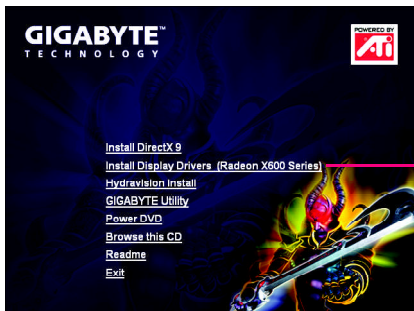 GIGABYTE™
TECHNOLOGY
POWERED BY
ATi
Install DirectX 9
Install Display Drivers (Radeon X600 Series)
Hydravision Install
GIGABYTE Utility
Power DVD
Browse this CD
Readme
Exit